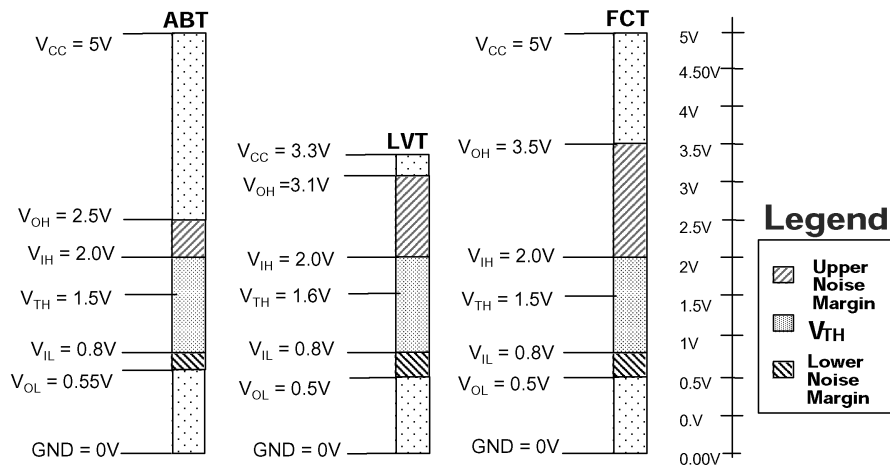 ABT
V_CC = 5V
V_OH = 2.5V
V_IH = 2.0V
V_TH = 1.5V
V_IL = 0.8V
V_OL = 0.55V
GND = 0V
LVT
V_CC = 3.3V
V_OH =3.1V
V_IH = 2.0V
V_TH = 1.6V
V_IL = 0.8V
V_OL = 0.5V
GND = 0V
FCT
V_CC = 5V
V_OH = 3.5V
V_IH = 2.0V
V_TH = 1.5V
V_IL = 0.8V
V_OL = 0.5V
GND = 0V
5V
4.50V
4V
3.5V
3V
2.5V
2V
1.5V
1V
0.5V
0.V
0.00V
Legend
Upper
Noise
Margin
V_TH
Lower
Noise
Margin